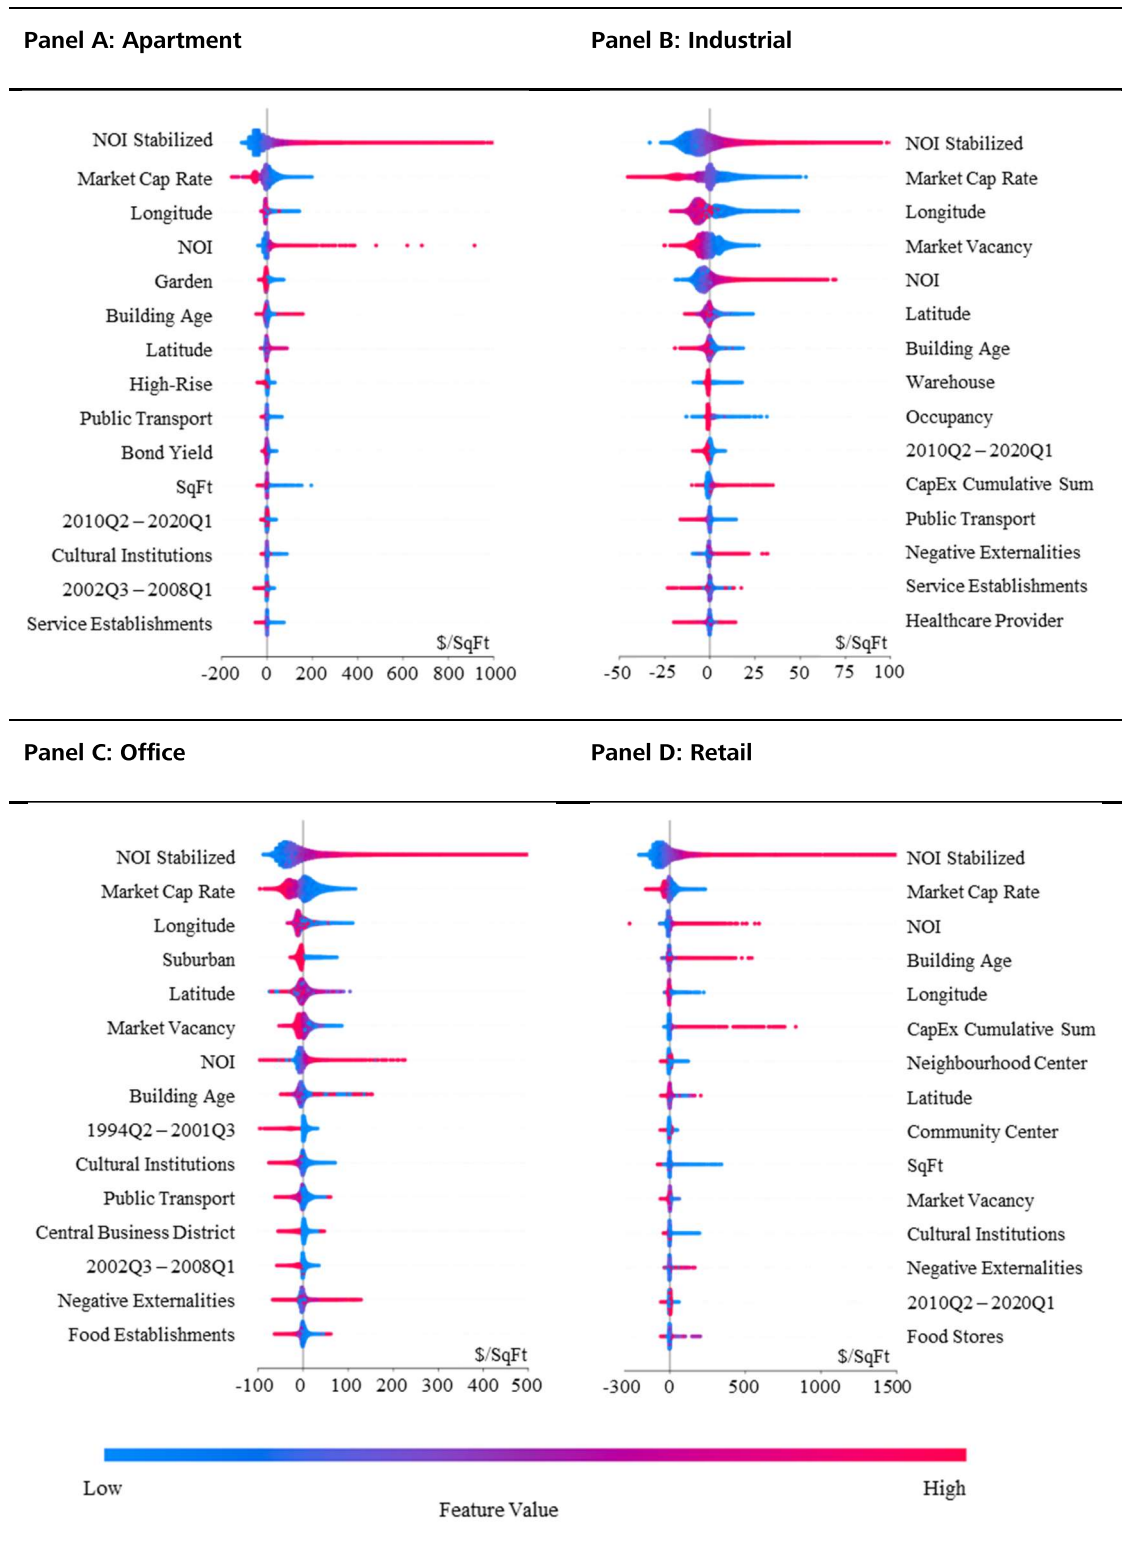 Panel A: Apartment
Panel B: Industrial
NOI Stabilized
Market Cap Rate
Longitude
NOI
Garden
Building Age
Latitude
High-Rise
Public Transport
Bond Yield
SqFt
2010Q2 – 2020Q1
Cultural Institutions
2002Q3 – 2008Q1
Service Establishments
$/SqFt
-200 0 200 400 600 800 1000
NOI Stabilized
Market Cap Rate
Longitude
Market Vacancy
NOI
Latitude
Building Age
Warehouse
Occupancy
2010Q2 – 2020Q1
CapEx Cumulative Sum
Public Transport
Negative Externalities
Service Establishments
Healthcare Provider
$/SqFt
-50 -25 0 25 50 75 100
Panel C: Office
Panel D: Retail
NOI Stabilized
Market Cap Rate
Longitude
Suburban
Latitude
Market Vacancy
NOI
Building Age
1994Q2 – 2001Q3
Cultural Institutions
Public Transport
Central Business District
2002Q3 – 2008Q1
Negative Externalities
Food Establishments
$/SqFt
-100 0 100 200 300 400 500
NOI Stabilized
Market Cap Rate
NOI
Building Age
Longitude
CapEx Cumulative Sum
Neighbourhood Center
Latitude
Community Center
SqFt
Market Vacancy
Cultural Institutions
Negative Externalities
2010Q2 – 2020Q1
Food Stores
$/SqFt
-300 0 500 1000 1500
Low
High
Feature Value